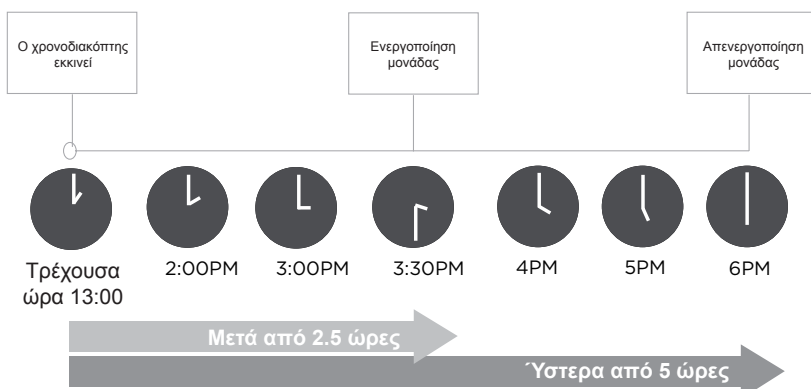 Ο χρονοδιακόπτης
εκκινεί
Ενεργοποίηση
μονάδας
Απενεργοποίηση
μονάδας
Τρέχουσα
ώρα 13:00
2:00PM
3:00PM
3:30PM
4PM
5PM
6PM
Μετά από 2.5 ώρες
Ύστερα από 5 ώρες